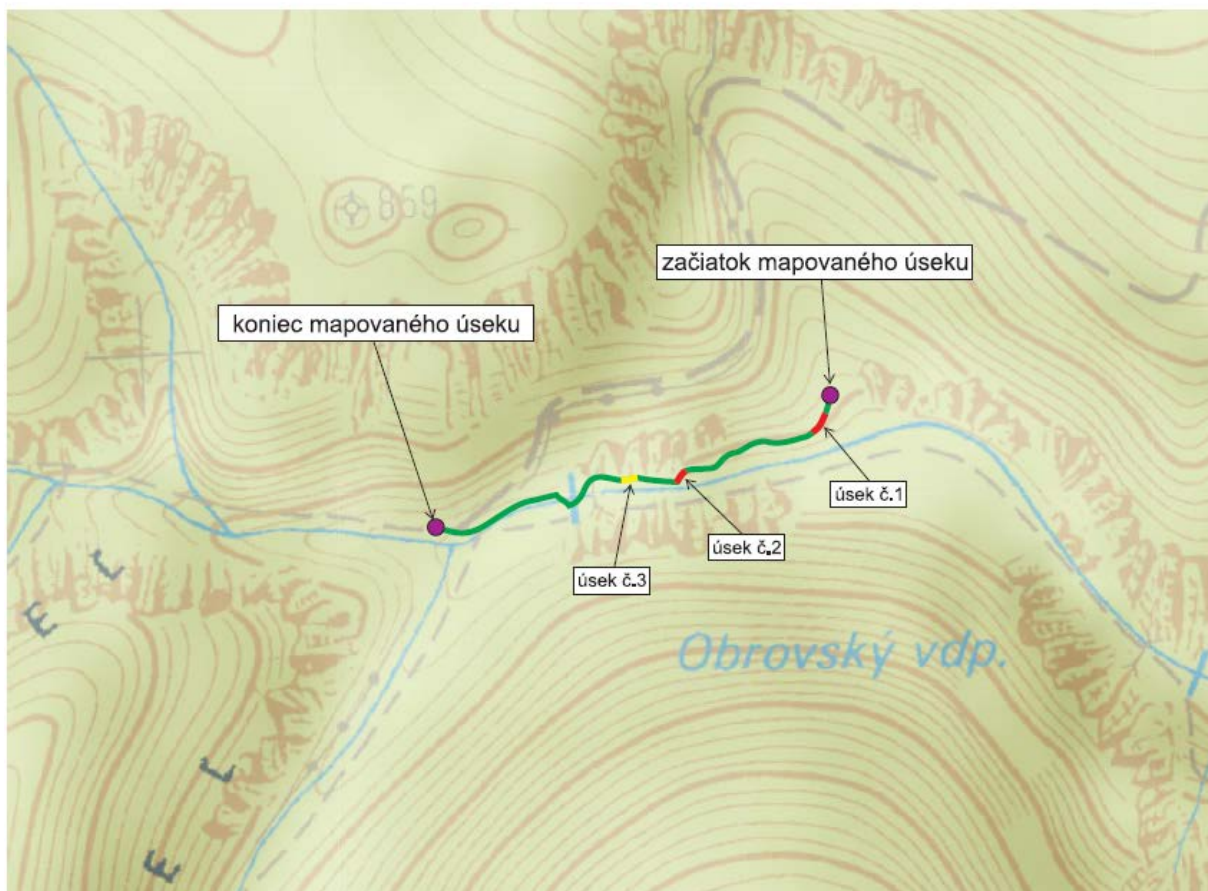 869
začiatok mapovaného úseku
koniec mapovaného úseku
úsek č.1
úsek č.2
úsek č.3
Obrovský vdp.